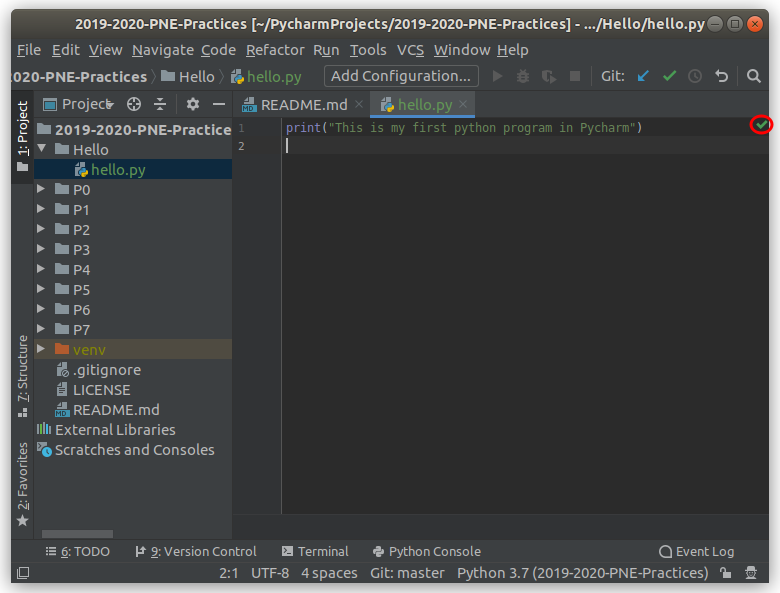 2019-2020-PNE-Practices [~/PycharmProjects/2019-2020-PNE-Practices] - .../Hello/hello.py
File Edit View Navigate Code Refactor Run Tools VCS Window Help
020-PNE-Practices Hello hello.py Add Configuration... Git:
1: Project
Project
README.md hello.py
2019-2020-PNE-Practice
Hello
hello.py
P0
P1
P2
P3
P4
P5
P6
P7
venv
.gitignore
LICENSE
README.md
External Libraries
Scratches and Consoles
7: Structure
2: Favorites
1 print("This is my first python program in Pycharm")
2
6: TODO 9: Version Control Terminal Python Console Event Log
2:1 UTF-8 4 spaces Git: master Python 3.7 (2019-2020-PNE-Practices)